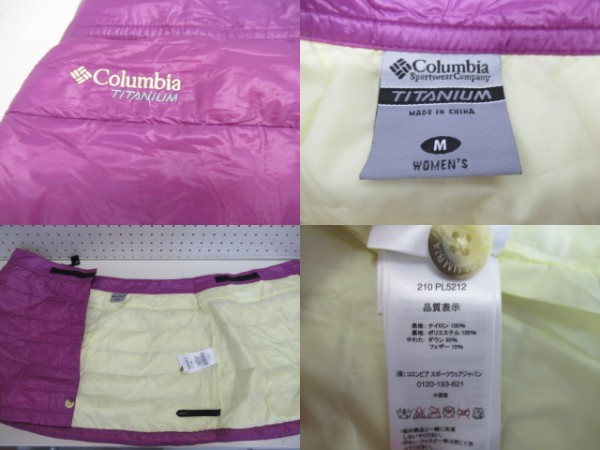 Columbia
TITANIUM
Columbia
Sportswear Company
TITANIUM
MADE IN CHINA
M
WOMEN'S
210 PL5212
品質表示
表地: ナイロン 100%
裏地: ポリエステル 100%
中わた: ダウン 90%
フェザー 10%
(株) コロンビア スポーツウェアジャパン
0120-193-821
中国製